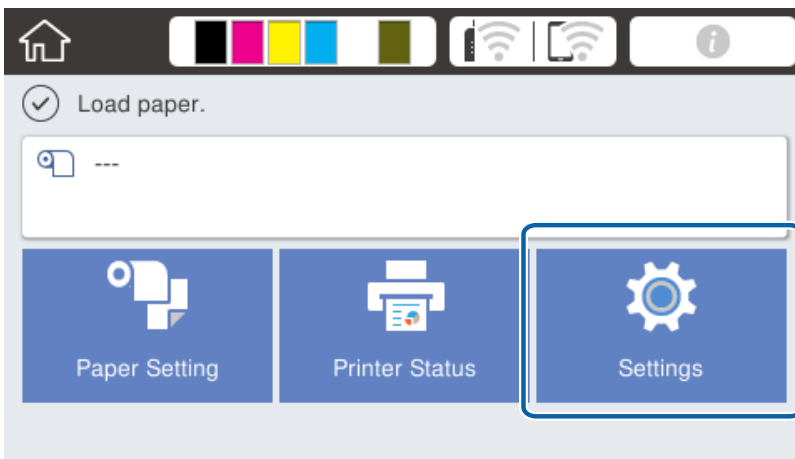 Load paper.
---
Paper Setting
Printer Status
Settings